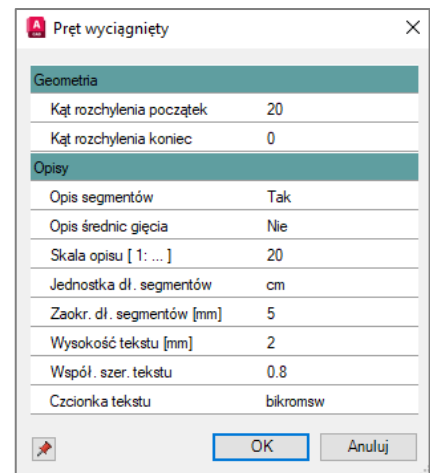 Pręt wyciągnięty
Geometria
Kąt rozchylenia początek 20
Kąt rozchylenia koniec 0
Opisy
Opis segmentów Tak
Opis średnic gięcia Nie
Skala opisu [ 1: ... ] 20
Jednostka dł. segmentów cm
Zaokr. dł. segmentów [mm] 5
Wysokość tekstu [mm] 2
Współ. szer. tekstu 0.8
Czcionka tekstu bikromsw
OK Anuluj